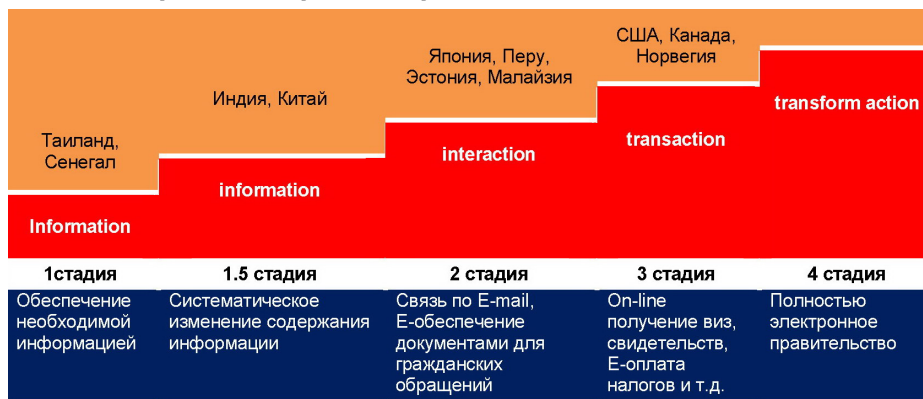 Таиланд,
Сенегал
Индия, Китай
Япония, Перу,
Эстония, Малайзия
США, Канада,
Норвегия
Information
information
interaction
transaction
transform action
1стадия
1.5 стадия
2 стадия
3 стадия
4 стадия
Обеспечение
необходимой
информацией
Систематическое
изменение содержания
информации
Связь по E-mail,
Е-обеспечение
документами для
гражданских
обращений
On-line
получение виз,
свидетельств,
Е-оплата
налогов и т.д.
Полностью
электронное
правительство